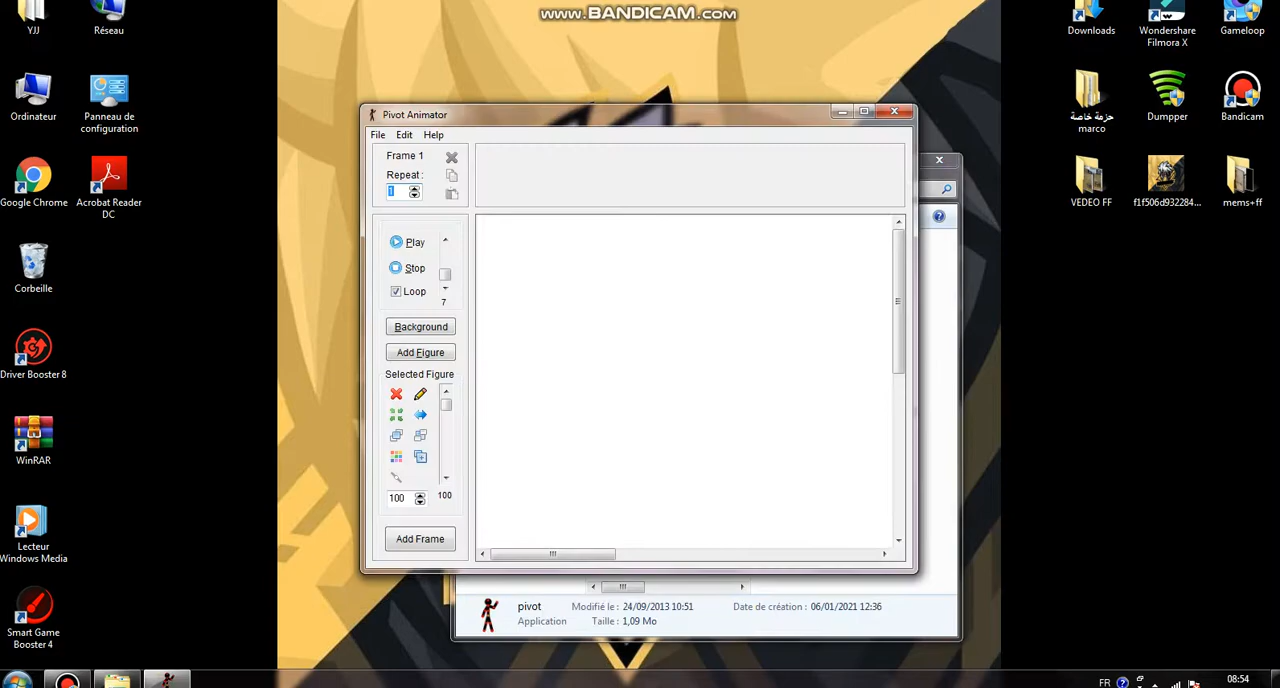 www.BANDICAM.com
YJJ
Réseau
Ordinateur
Panneau de
configuration
Google Chrome
Acrobat Reader
DC
Corbeille
Driver Booster 8
WinRAR
Lecteur
Windows Media
Smart Game
Booster 4
Downloads
Wondershare
Filmora X
Gameloop
حزمة خاصة
marco
Dumpper
Bandicam
VEDEO FF
f1f506d932284...
mems+ff
Pivot Animator
File
Edit
Help
Frame 1
Repeat :
1
Play
Stop
Loop
7
Background
Add Figure
Selected Figure
100
100
Add Frame
pivot
Modifié le : 24/09/2013 10:51
Date de création : 06/01/2021 12:36
Application
Taille : 1,09 Mo
FR
08:54